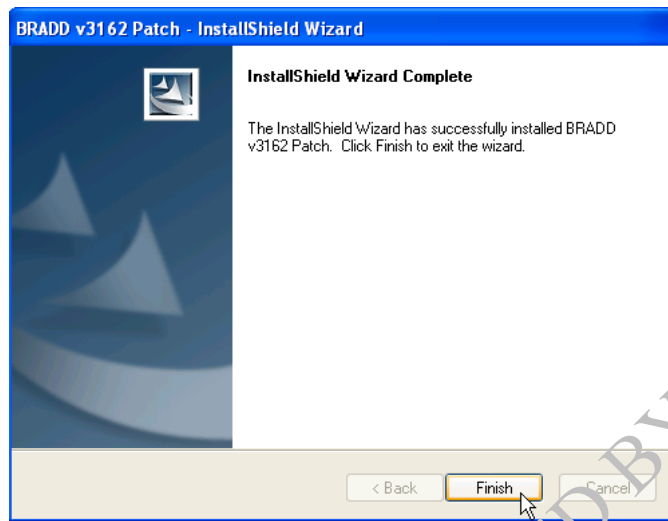 BRADD v3162 Patch - InstallShield Wizard
InstallShield Wizard Complete
The InstallShield Wizard has successfully installed BRADD
v3162 Patch.  Click Finish to exit the wizard.
< Back
Finish
Cancel
D BY